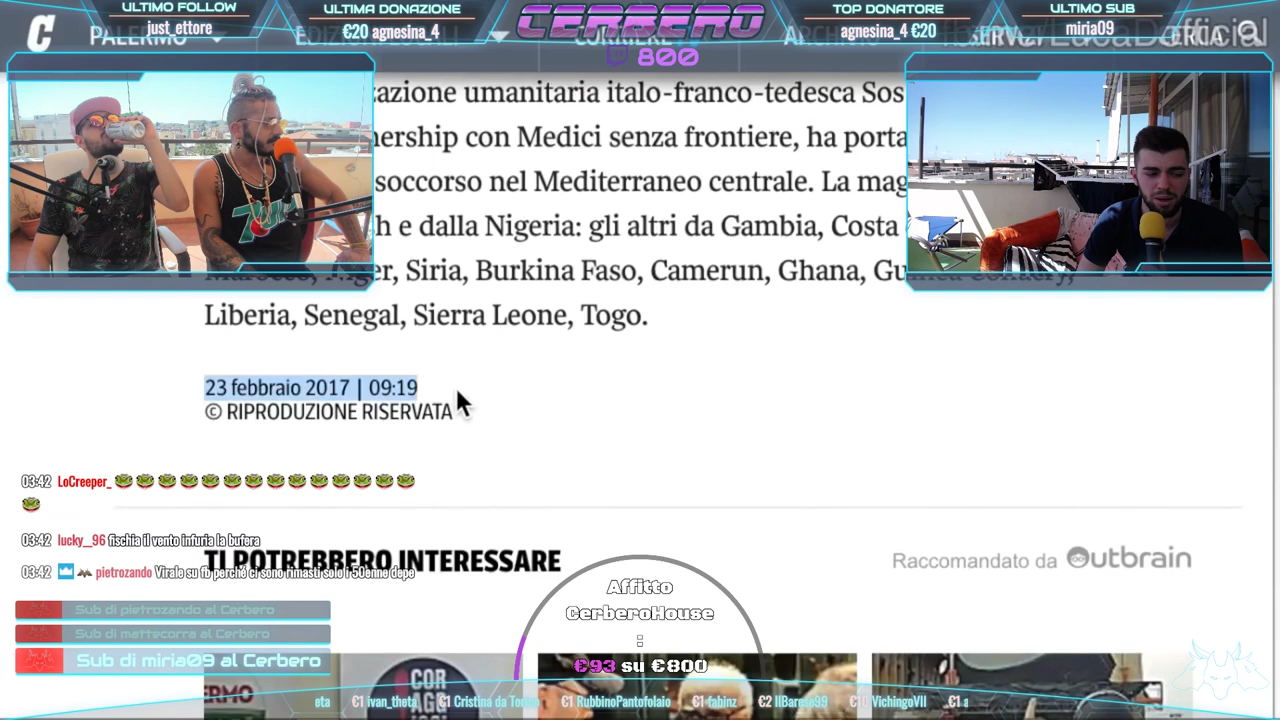 ULTIMO FOLLOW
just_ettore
ULTIMA DONAZIONE
€20 agnesina_4
CERBERO
800
TOP DONATORE
agnesina_4 €20
ULTIMO SUB
miria09
PALERMO
zazione umanitaria italo-franco-tedesca Sos
nership con Medici senza frontiere, ha porta
soccorso nel Mediterraneo centrale. La mag
h e dalla Nigeria: gli altri da Gambia, Costa
Siria, Burkina Faso, Camerun, Ghana,
Liberia, Senegal, Sierra Leone, Togo.
23 febbraio 2017 | 09:19
© RIPRODUZIONE RISERVATA
03:42 LoCreeper_
03:42 lucky__96 fischia il vento infuria la bufera
TI POTREBBERO INTERESSARE
Raccomandato da Outbrain
03:42 pietrozando Virale su fb perché ci sono rimasti solo i 50enne depe
Sub di pietrozando al Cerbero
Sub di mattecorra al Cerbero
Sub di miria09 al Cerbero
Affitto
CerberoHouse
:
€93 su €800
eta €1 ivan_theta €1 Cristina da €1 RubbinoPantofolaio €1 fabinz €2 IlBarese99 VichingoVII €1 a